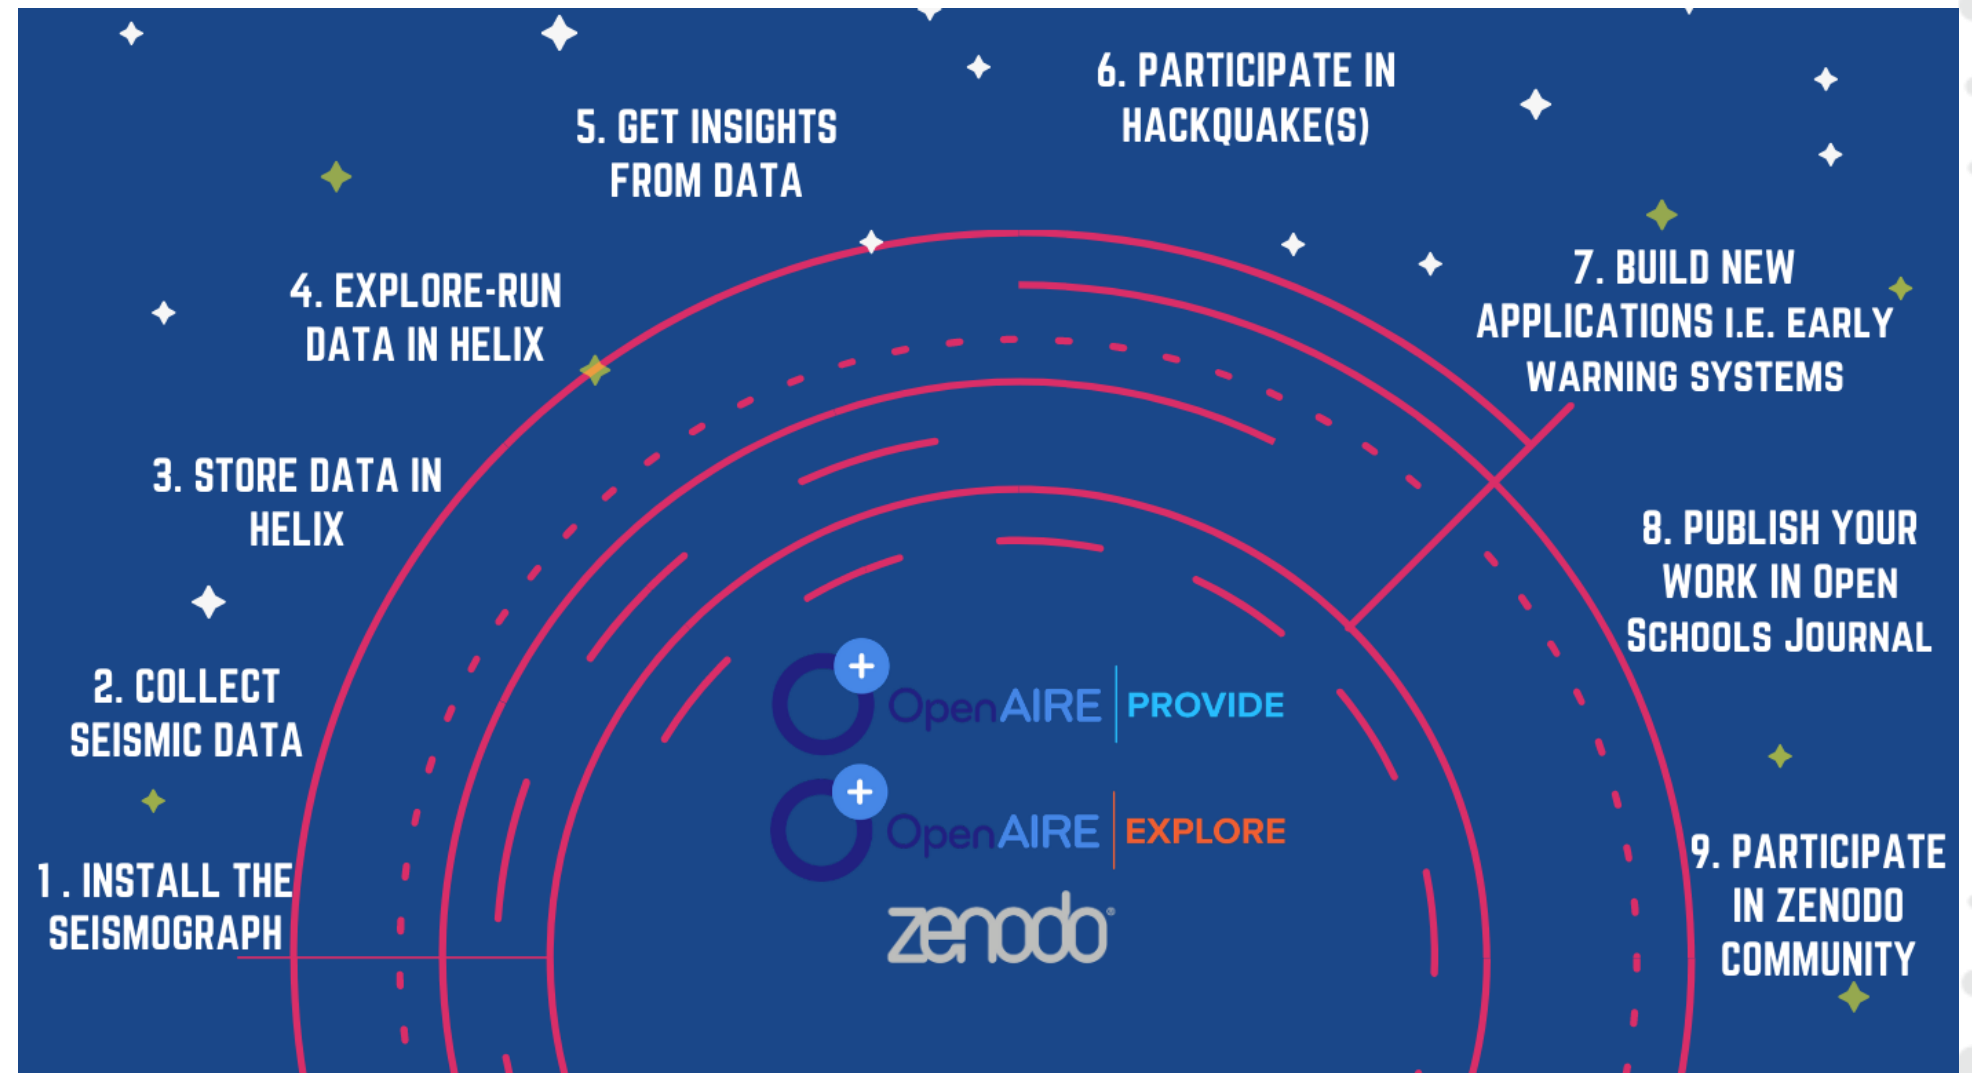 1. INSTALL THE
SEISMOGRAPH
2. COLLECT
SEISMIC DATA
3. STORE DATA IN
HELIX
4. EXPLORE-RUN
DATA IN HELIX
5. GET INSIGHTS
FROM DATA
6. PARTICIPATE IN
HACKQUAKE(S)
7. BUILD NEW
APPLICATIONS I.E. EARLY
WARNING SYSTEMS
8. PUBLISH YOUR
WORK IN OPEN
SCHOOLS JOURNAL
9. PARTICIPATE
IN ZENODO
COMMUNITY
OpenAIRE | PROVIDE
OpenAIRE | EXPLORE
zenodo®